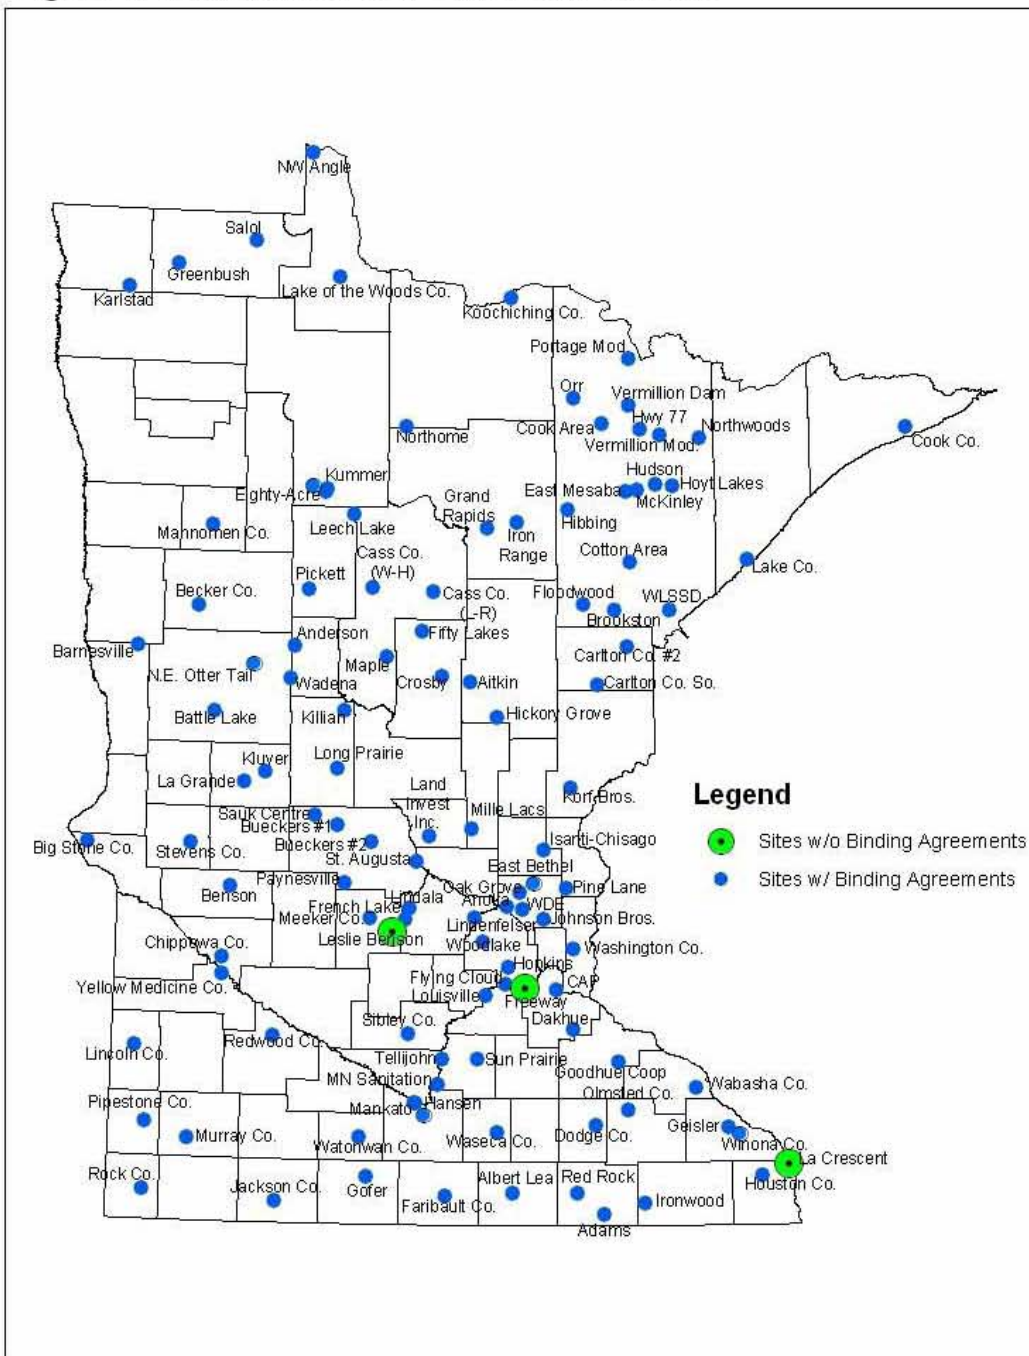 NW Angle
Salol
Greenbush
Lake of the Woods Co.
Karlstad
Koochiching Co.
Portage Mod.
Orr
Vermillion Dam
Hwy 77
Cook Area
Northwoods
Northome
Vermillion Mod.
Cook Co.
Kummer
Hudson
Eighty-Acre
East Mesaba
Hoyt Lakes
Grand
Rapids
McKinley
Mannomen Co.
Leech Lake
Iron
Range
Hibbing
Cass Co.
(W-H)
Cotton Area
Pickett
Lake Co.
Becker Co.
Cass Co.
(L-R)
Floodwood
WLSSD
Brookston
Anderson
Fifty Lakes
Barnesville
Maple
Carlton Co. #2
N.E. Otter Tail
Wadena
Crosby
Aitkin
Carlton Co. So.
Battle Lake
Killian
Hickory Grove
Kluver
Long Prairie
La Grande
Land
Invest
Inc.
Korf Bros.
Legend
Sauk Centre
Mille Lacs
Bueckers #1
Big Stone Co.
Stevens Co.
Bueckers #2
Isanti-Chisago
Sites w/o Binding Agreements
St. Augusta
East Bethel
Sites w/ Binding Agreements
Paynesville
Benson
Oak Grove
Pine Lane
Lindala
French Lake
Anoka
WDE
Meeker Co.
Lindenfelser
Johnson Bros.
Leslie Benson
Woodlake
Chippewa Co.
Washington Co.
Hopkins
Flying Cloud
CAP
Yellow Medicine Co.
Louisville
Freeway
Sibley Co.
Dakhue
Redwood Co.
Lincoln Co.
Tellijohn
Sun Prairie
Goodhue Coop
MN Sanitation
Olmsted Co.
Wabasha Co.
Pipestone Co.
Mankato
Hansen
Murray Co.
Watonwan Co.
Waseca Co.
Dodge Co.
Geisler
Winona Co.
La Crescent
Rock Co.
Jackson Co.
Gofer
Albert Lea
Red Rock
Houston Co.
Faribault Co.
Ironwood
Adams